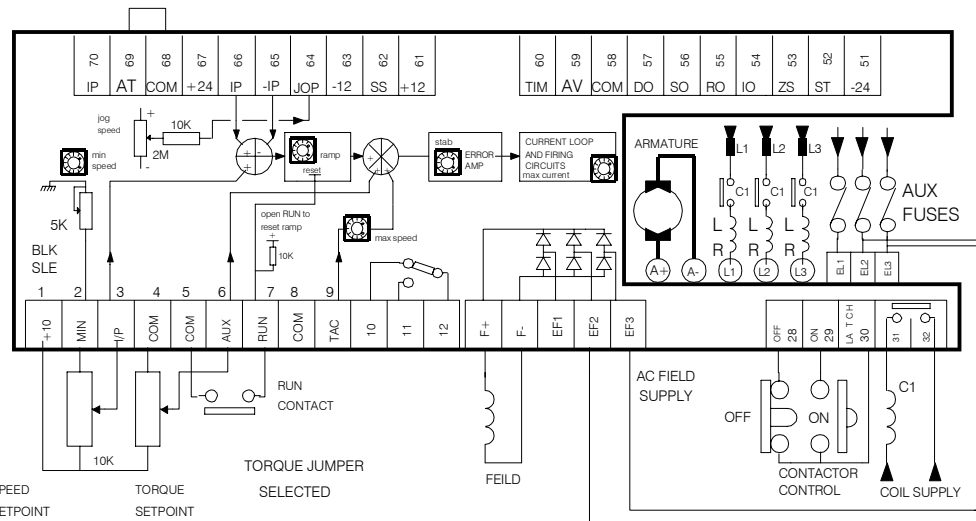 70 69 68 67 66 65 64 63 62 61
IP AT COM +24 IP -IP JOP -12 SS +12
60 59 58 57 56 55 54 53 52 51
TIM AV COM DO SO RO IO ZS ST -24
jog
speed
+
10K
2M
-
min
speed
5K
BLK
SLE
+ -
+ +
ramp
reset
open RUN to
reset ramp
+
10K
+
+ -
max speed
stab
ERROR
AMP
CURRENT LOOP
AND FIRING
CIRCUITS
max current
ARMATURE
L1 L2 L3
C1 C1 C1
L L L
R R R
A+ A- L1 L2 L3
AUX
FUSES
EL1 EL2 EL3
1 2 3 4 5 6 7 8 9 10 11 12
+10 MIN I/P COM COM AUX RUN COM TAC
F+ F- EF1 EF2 EF3
OFF 28 ON 29 LATCH 30 31 32
10K
RUN
CONTACT
TORQUE JUMPER
SELECTED
FEILD
AC FIELD
SUPPLY
OFF ON
C1
CONTACTOR
CONTROL
COIL SUPPLY
PEED
ETPOINT
TORQUE
SETPOINT